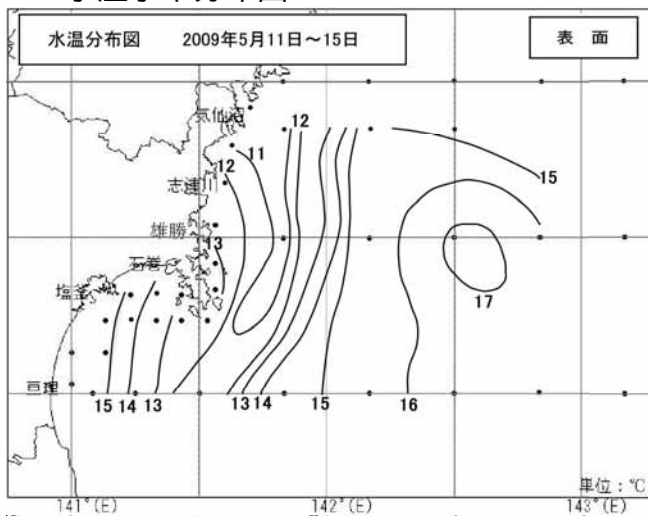 水温分布図 2009年5月11日～15日
表 面
気仙沼
12
11
12
志津川
15
雄勝
13
石巻
塩釜
17
亘理
15 14 13 13 14 15 16
単位：℃
141°(E) 142°(E) 143°(E)